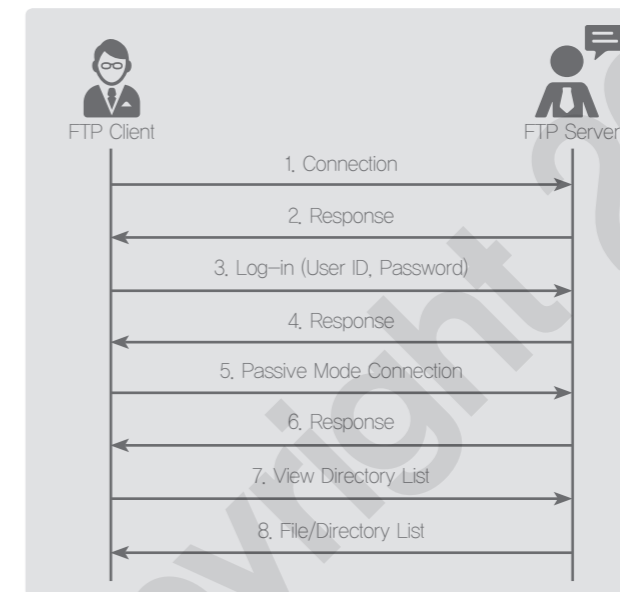 FTP Client
FTP Server
1. Connection
2. Response
3. Log-in (User ID, Password)
4. Response
5. Passive Mode Connection
6. Response
7. View Directory List
8. File/Directory List